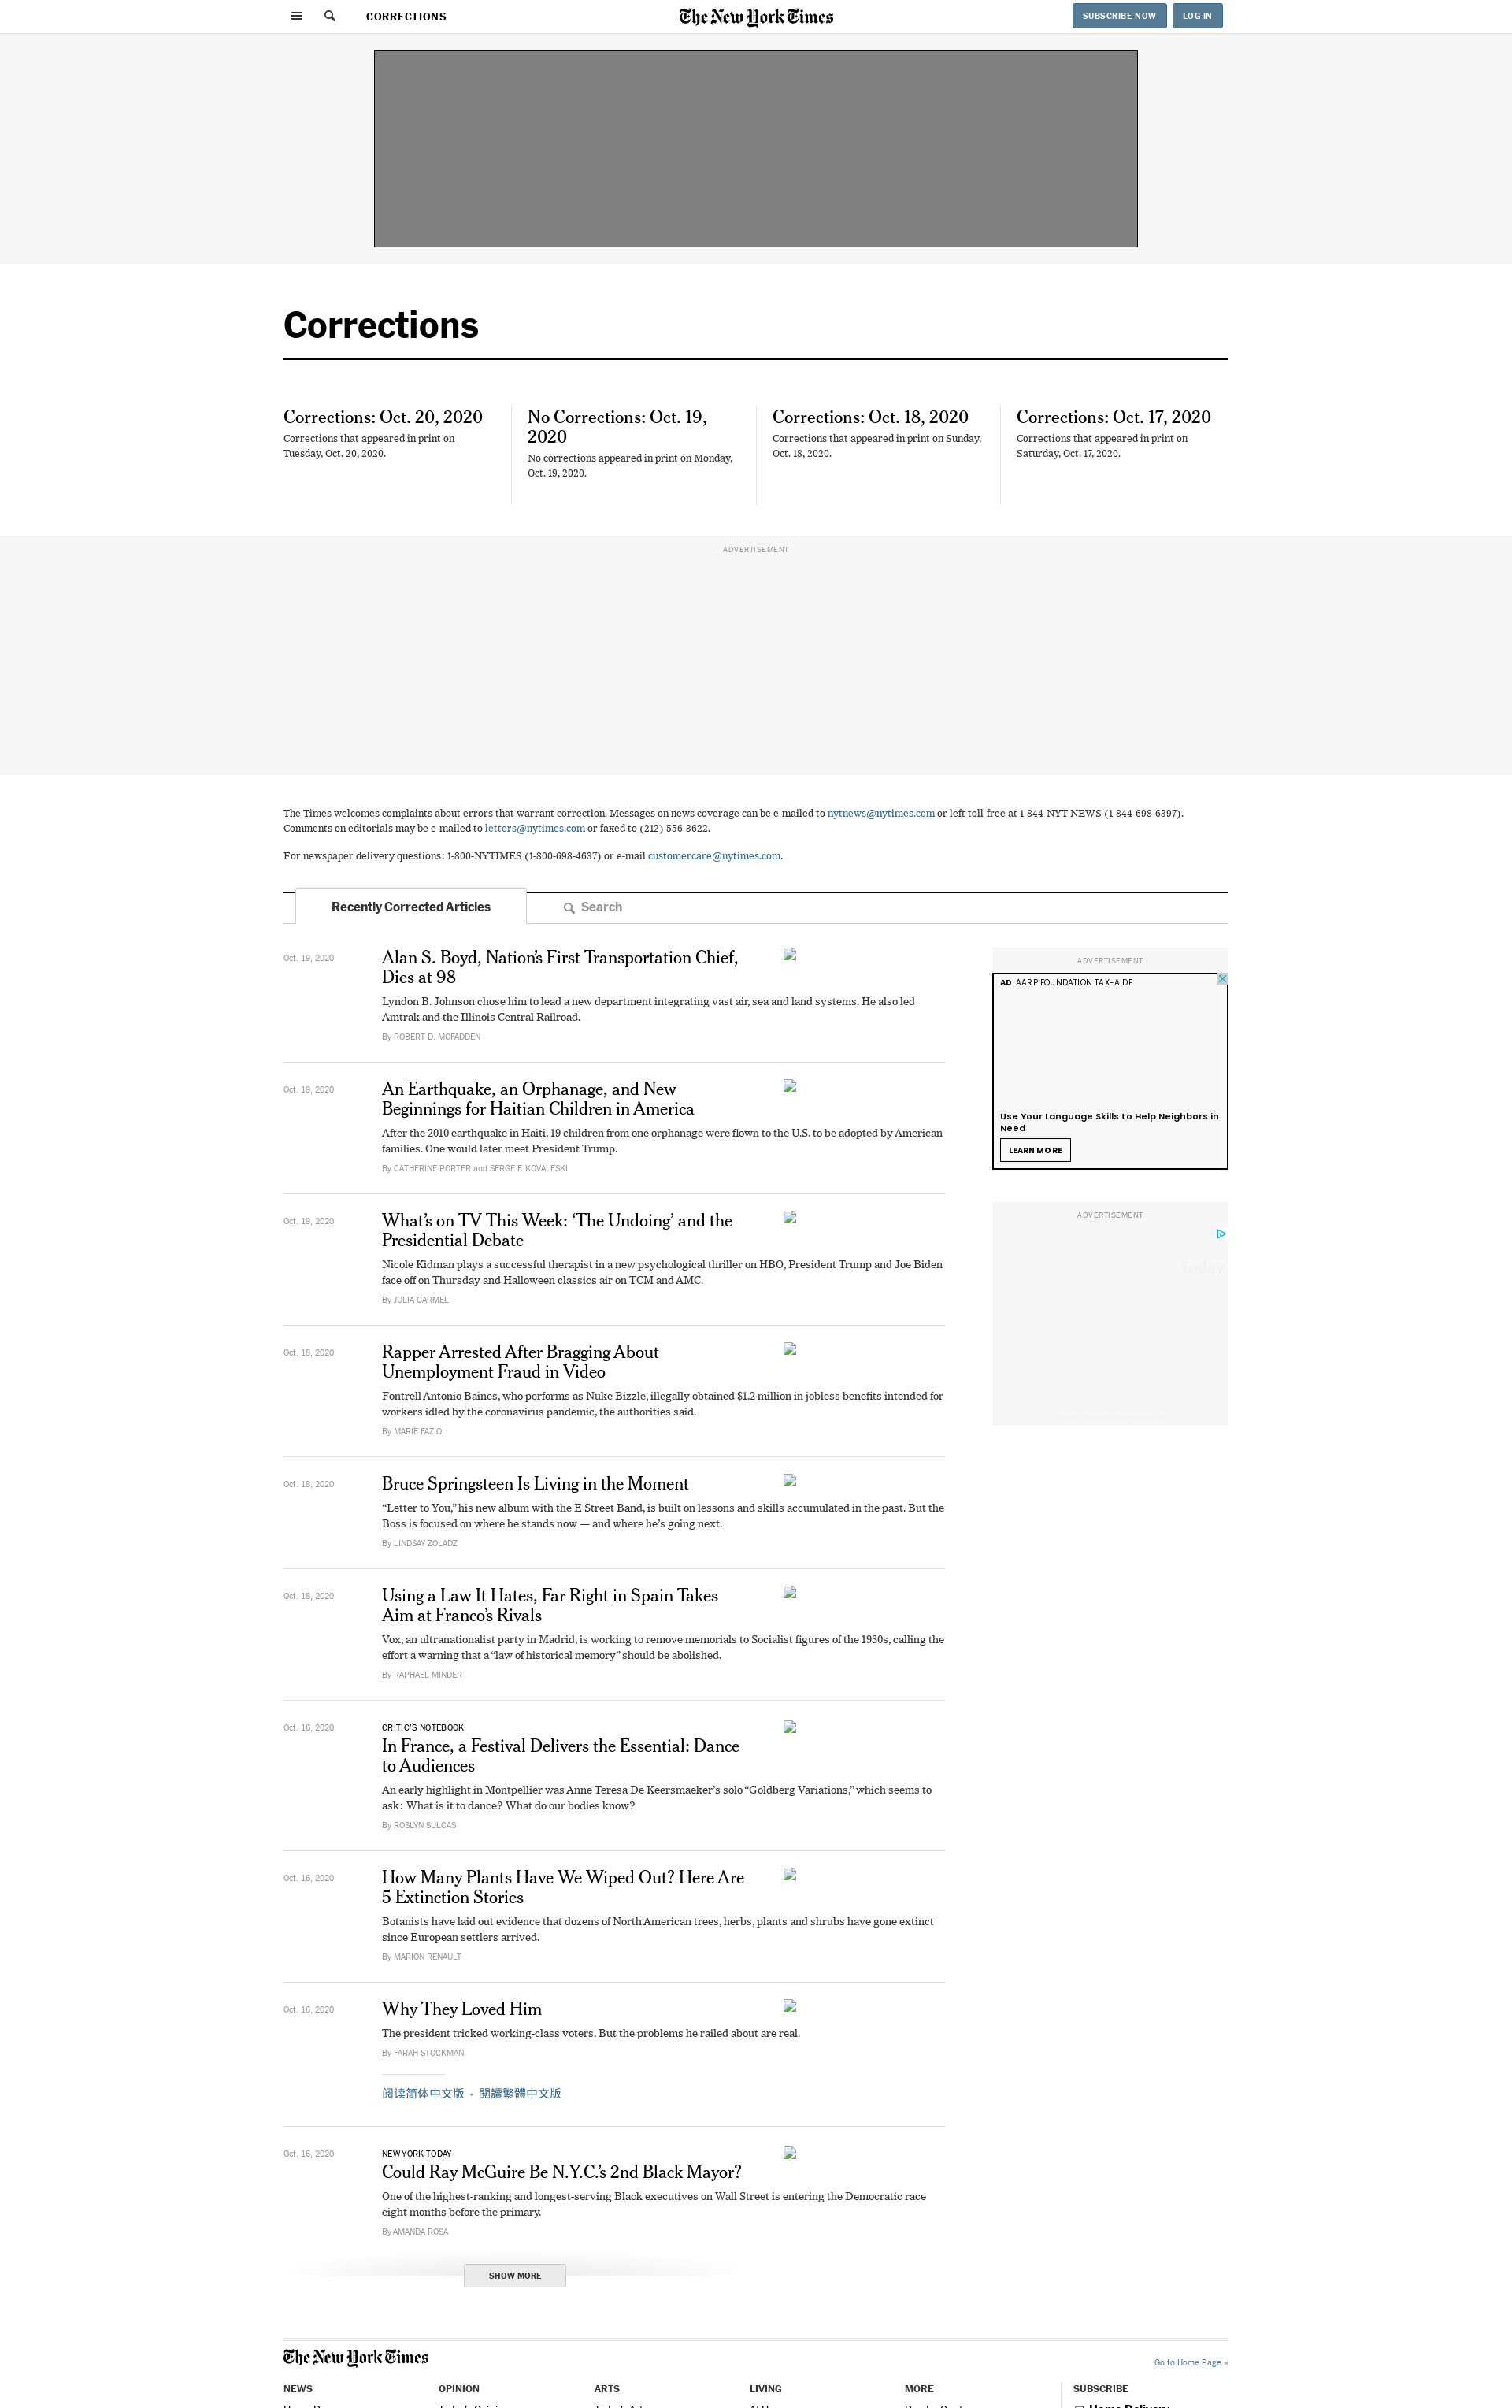 CORRECTIONS
The New York Times
SUBSCRIBE NOW
LOG IN
Corrections
Corrections: Oct. 20, 2020
Corrections that appeared in print on
Tuesday, Oct. 20, 2020.
No Corrections: Oct. 19,
2020
No corrections appeared in print on Monday,
Oct. 19, 2020.
Corrections: Oct. 18, 2020
Corrections that appeared in print on Sunday,
Oct. 18, 2020.
Corrections: Oct. 17, 2020
Corrections that appeared in print on
Saturday, Oct. 17, 2020.
ADVERTISEMENT
The Times welcomes complaints about errors that warrant correction. Messages on news coverage can be e-mailed to nytnews@nytimes.com or left toll-free at 1-844-NYT-NEWS (1-844-698-6397).
Comments on editorials may be e-mailed to letters@nytimes.com or faxed to (212) 556-3622.
For newspaper delivery questions: 1-800-NYTIMES (1-800-698-4637) or e-mail customercare@nytimes.com.
Recently Corrected Articles
Search
Oct. 19, 2020
Alan S. Boyd, Nation’s First Transportation Chief,
Dies at 98
Lyndon B. Johnson chose him to lead a new department integrating vast air, sea and land systems. He also led
Amtrak and the Illinois Central Railroad.
By ROBERT D. MCFADDEN
Oct. 19, 2020
An Earthquake, an Orphanage, and New
Beginnings for Haitian Children in America
After the 2010 earthquake in Haiti, 19 children from one orphanage were flown to the U.S. to be adopted by American
families. One would later meet President Trump.
By CATHERINE PORTER and SERGE F. KOVALESKI
Oct. 19, 2020
What’s on TV This Week: ‘The Undoing’ and the
Presidential Debate
Nicole Kidman plays a successful therapist in a new psychological thriller on HBO, President Trump and Joe Biden
face off on Thursday and Halloween classics air on TCM and AMC.
By JULIA CARMEL
Oct. 18, 2020
Rapper Arrested After Bragging About
Unemployment Fraud in Video
Fontrell Antonio Baines, who performs as Nuke Bizzle, illegally obtained $1.2 million in jobless benefits intended for
workers idled by the coronavirus pandemic, the authorities said.
By MARIE FAZIO
Oct. 18, 2020
Bruce Springsteen Is Living in the Moment
“Letter to You,” his new album with the E Street Band, is built on lessons and skills accumulated in the past. But the
Boss is focused on where he stands now — and where he’s going next.
By LINDSAY ZOLADZ
Oct. 18, 2020
Using a Law It Hates, Far Right in Spain Takes
Aim at Franco’s Rivals
Vox, an ultranationalist party in Madrid, is working to remove memorials to Socialist figures of the 1930s, calling the
effort a warning that a “law of historical memory” should be abolished.
By RAPHAEL MINDER
Oct. 16, 2020
CRITIC’S NOTEBOOK
In France, a Festival Delivers the Essential: Dance
to Audiences
An early highlight in Montpellier was Anne Teresa De Keersmaeker’s solo “Goldberg Variations,” which seems to
ask: What is it to dance? What do our bodies know?
By ROSLYN SULCAS
Oct. 16, 2020
How Many Plants Have We Wiped Out? Here Are
5 Extinction Stories
Botanists have laid out evidence that dozens of North American trees, herbs, plants and shrubs have gone extinct
since European settlers arrived.
By MARION RENAULT
Oct. 16, 2020
Why They Loved Him
The president tricked working-class voters. But the problems he railed about are real.
By FARAH STOCKMAN
阅读简体中文版 • 閱讀繁體中文版
Oct. 16, 2020
NEW YORK TODAY
Could Ray McGuire Be N.Y.C.’s 2nd Black Mayor?
One of the highest-ranking and longest-serving Black executives on Wall Street is entering the Democratic race
eight months before the primary.
By AMANDA ROSA
SHOW MORE
ADVERTISEMENT
AD AARP FOUNDATION TAX-AIDE
Use Your Language Skills to Help Neighbors in
Need
LEARN MORE
ADVERTISEMENT
Today
The New York Times
Go to Home Page »
NEWS
OPINION
ARTS
LIVING
MORE
SUBSCRIBE